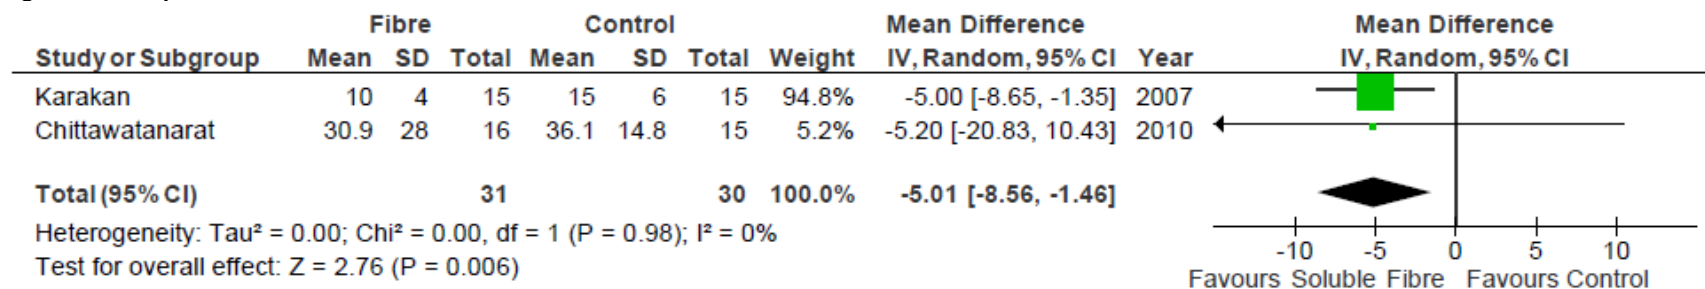 Fibre Control Mean Difference Mean Difference
Study or Subgroup Mean SD Total Mean SD Total Weight IV, Random, 95% CI Year IV, Random, 95% CI
Karakan 10 4 15 15 6 15 94.8% -5.00 [-8.65, -1.35] 2007
Chittawatanarat 30.9 28 16 36.1 14.8 15 5.2% -5.20 [-20.83, 10.43] 2010
Total (95% CI) 31 30 100.0% -5.01 [-8.56, -1.46]
Heterogeneity: Tau² = 0.00; Chi² = 0.00, df = 1 (P = 0.98); I² = 0%
Test for overall effect: Z = 2.76 (P = 0.006)
-10 -5 0 5 10
Favours Soluble Fibre Favours Control